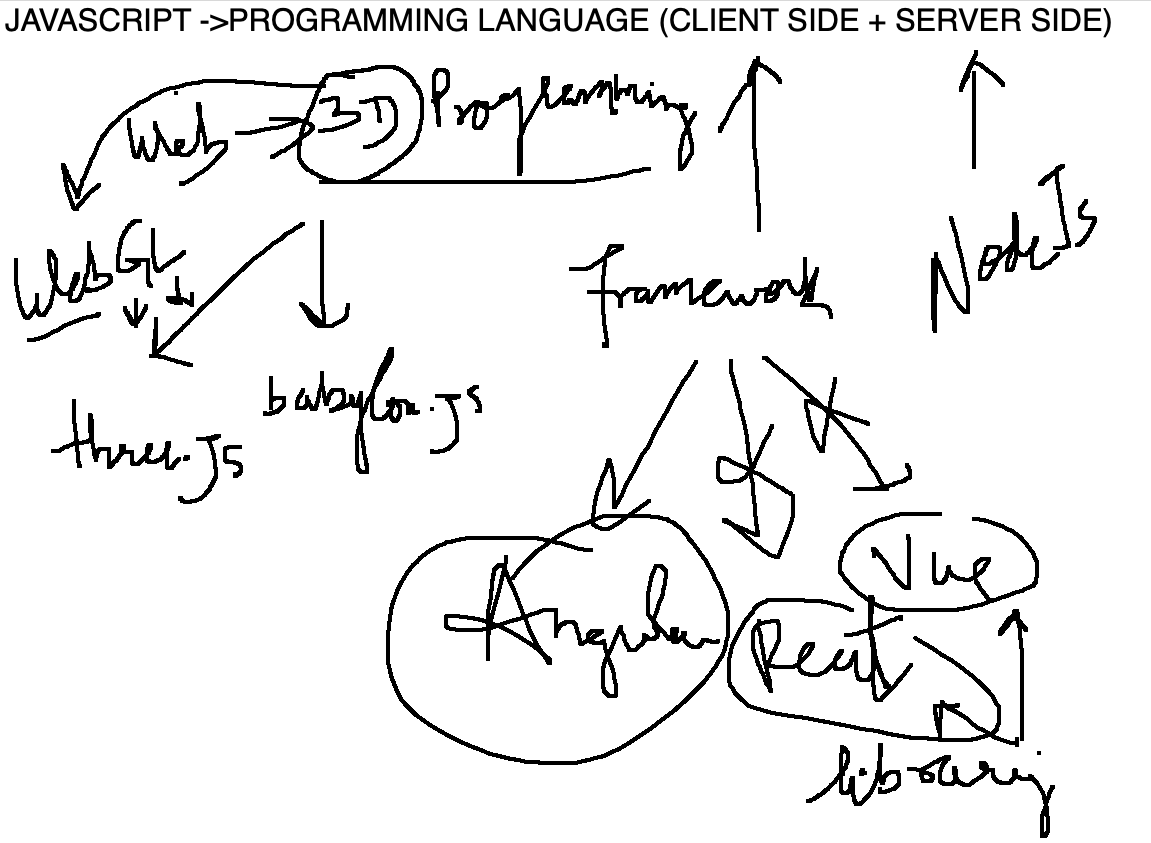 JAVASCRIPT ->PROGRAMMING LANGUAGE (CLIENT SIDE + SERVER SIDE)
Web 3D Programming
WebGL
Framework
NodeJs
three.Js
babylon.js
Angular
Vue
React
library